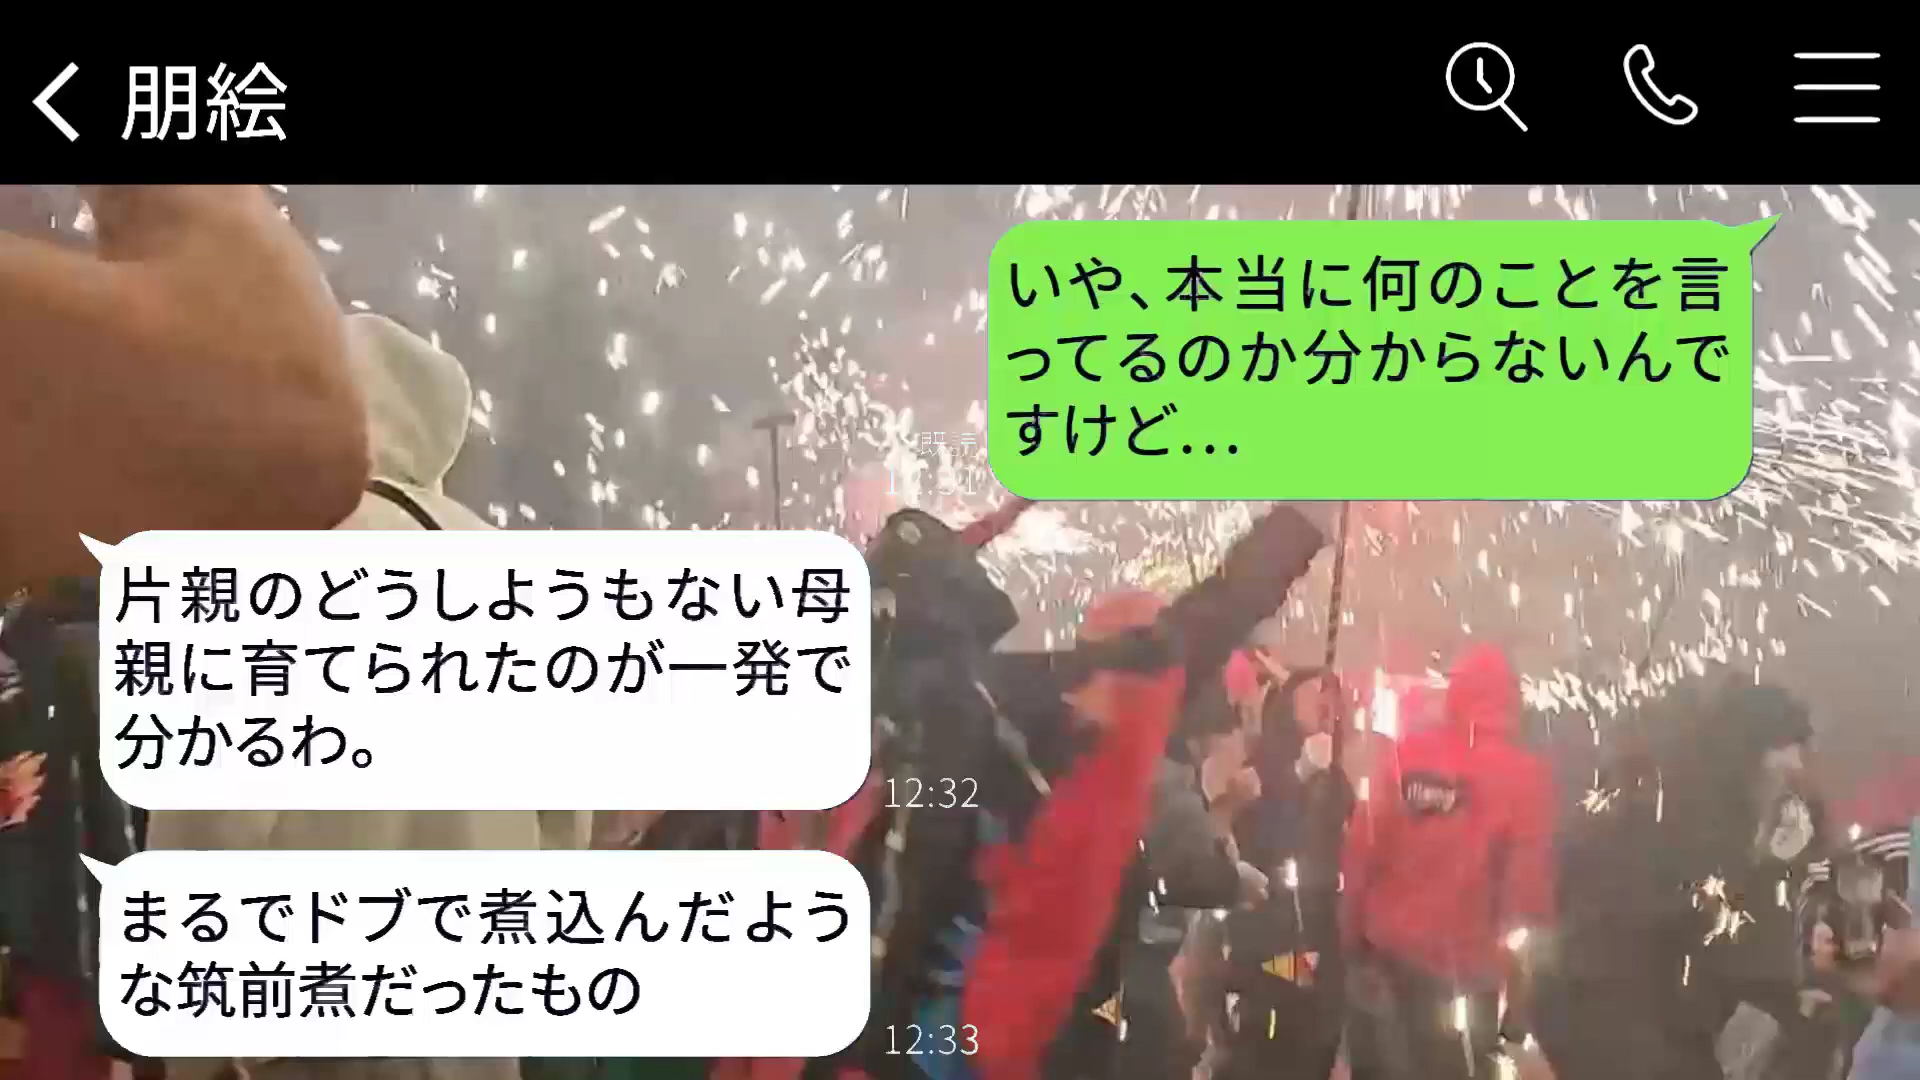 朋絵
いや、本当に何のことを言
ってるのか分からないんで
すけど…
既読
12:31
片親のどうしようもない母
親に育てられたのが一発で
分かるわ。
12:32
まるでドブで煮込んだよう
な筑前煮だったもの
12:33